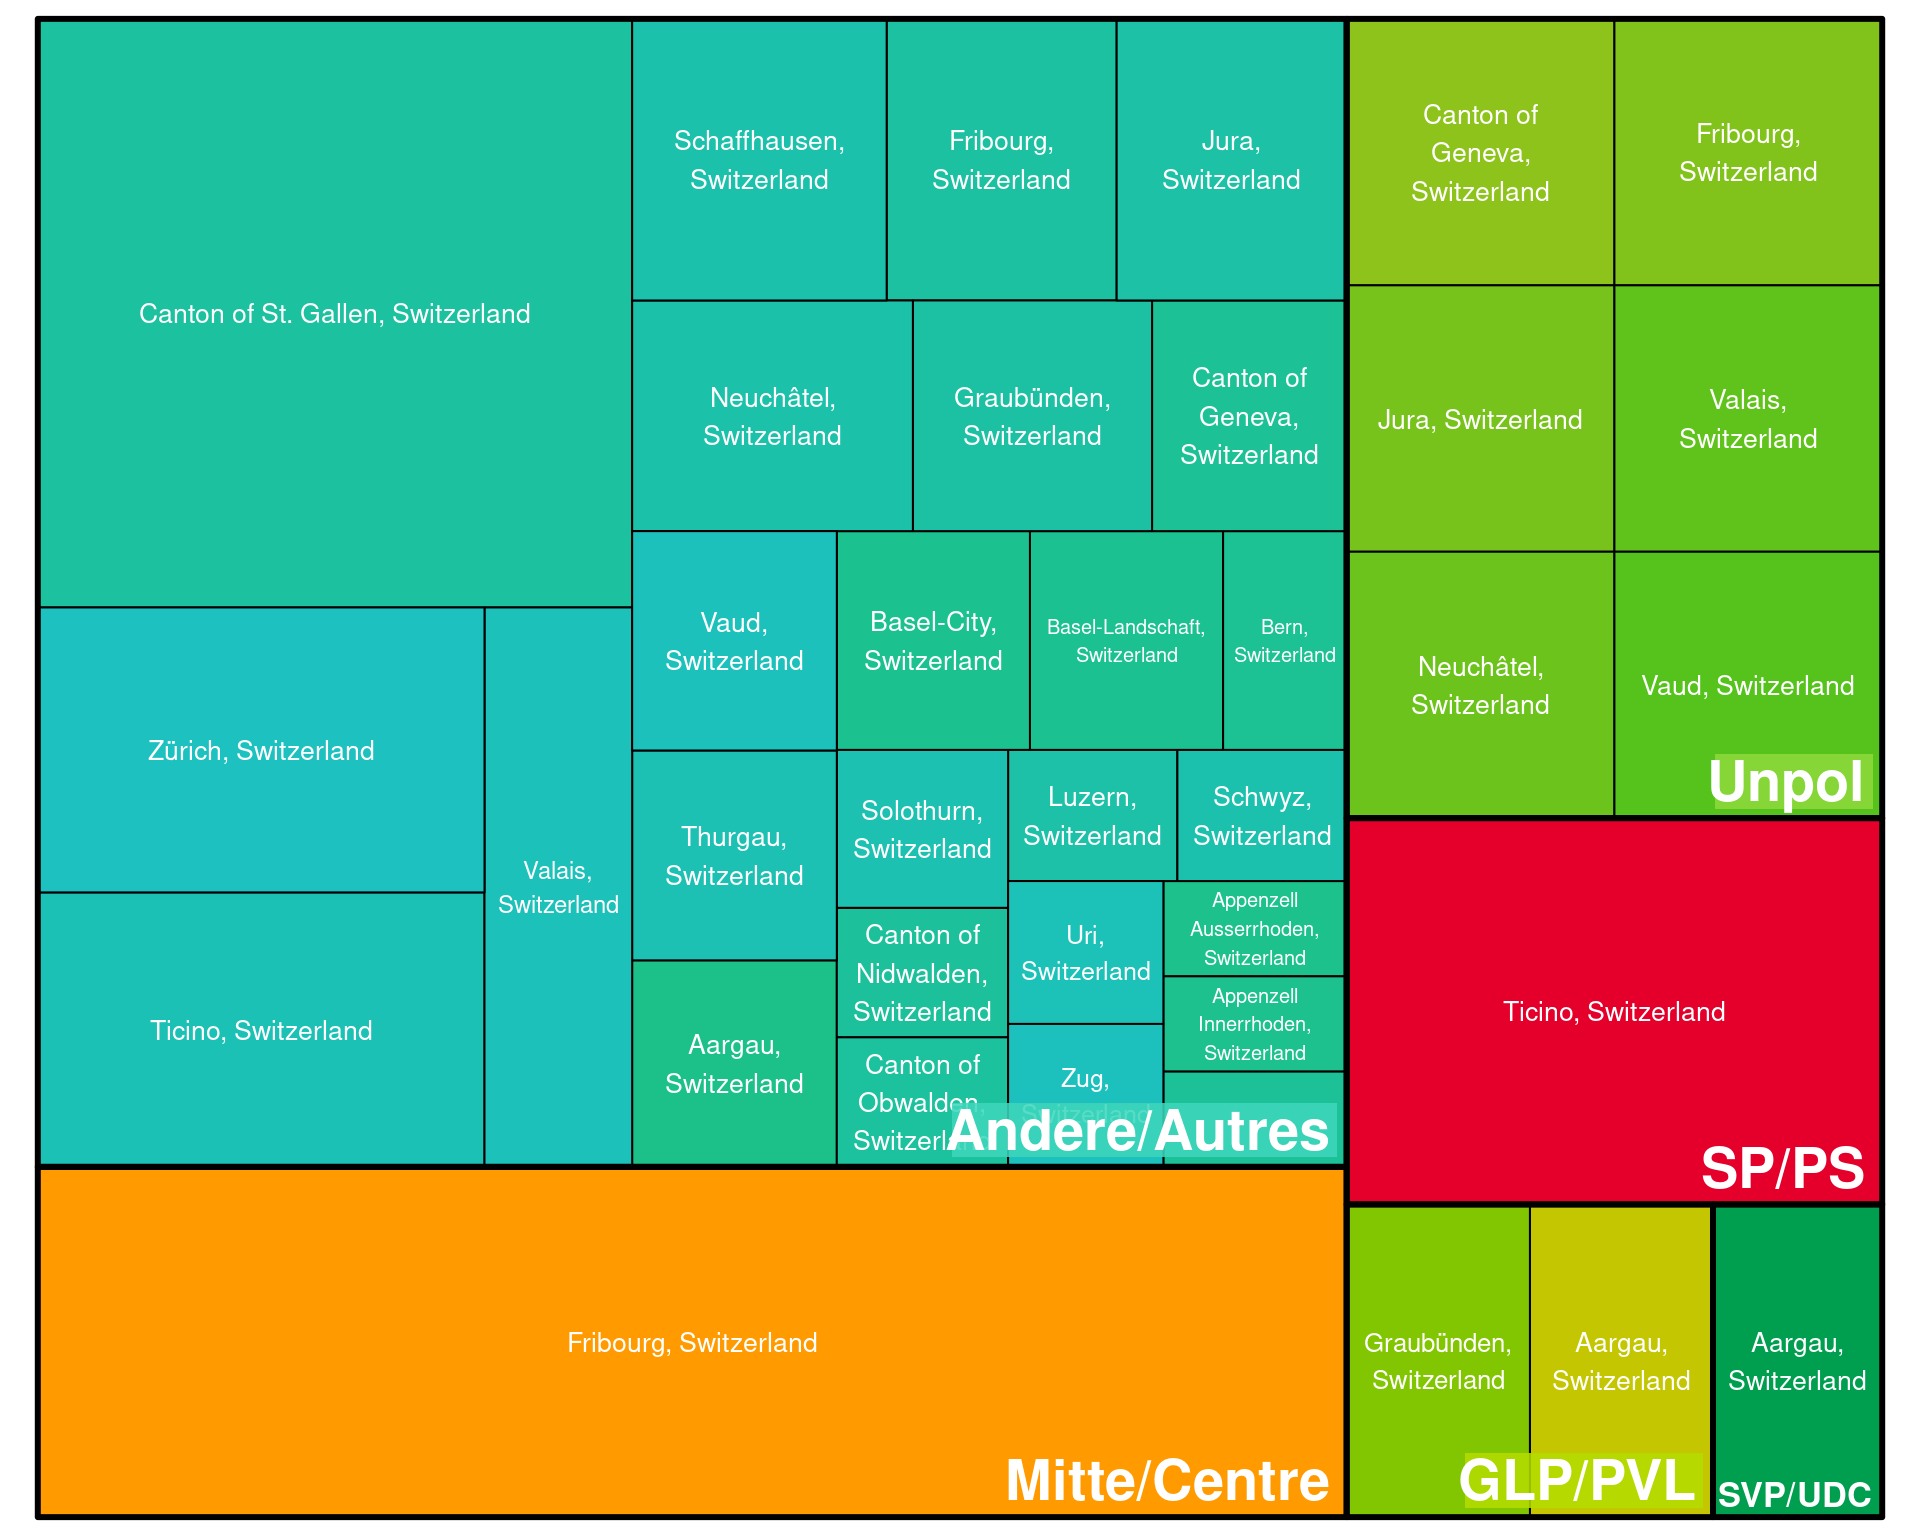 Canton of St. Gallen, Switzerland
Schaffhausen,
Switzerland
Fribourg,
Switzerland
Jura,
Switzerland
Neuchâtel,
Switzerland
Graubünden,
Switzerland
Canton of
Geneva,
Switzerland
Zürich, Switzerland
Ticino, Switzerland
Valais,
Switzerland
Vaud,
Switzerland
Basel-City,
Switzerland
Basel-Landschaft,
Switzerland
Bern,
Switzerland
Thurgau,
Switzerland
Aargau,
Switzerland
Solothurn,
Switzerland
Canton of
Nidwalden,
Switzerland
Canton of
Obwalden,
Switzerland
Luzern,
Switzerland
Schwyz,
Switzerland
Uri,
Switzerland
Zug,
Switzerland
Appenzell
Ausserrhoden,
Switzerland
Appenzell
Innerrhoden,
Switzerland
Andere/Autres
Fribourg, Switzerland
Mitte/Centre
Canton of
Geneva,
Switzerland
Fribourg,
Switzerland
Jura, Switzerland
Valais,
Switzerland
Neuchâtel,
Switzerland
Vaud, Switzerland
Unpol
Ticino, Switzerland
SP/PS
Graubünden,
Switzerland
Aargau,
Switzerland
GLP/PVL
Aargau,
Switzerland
SVP/UDC